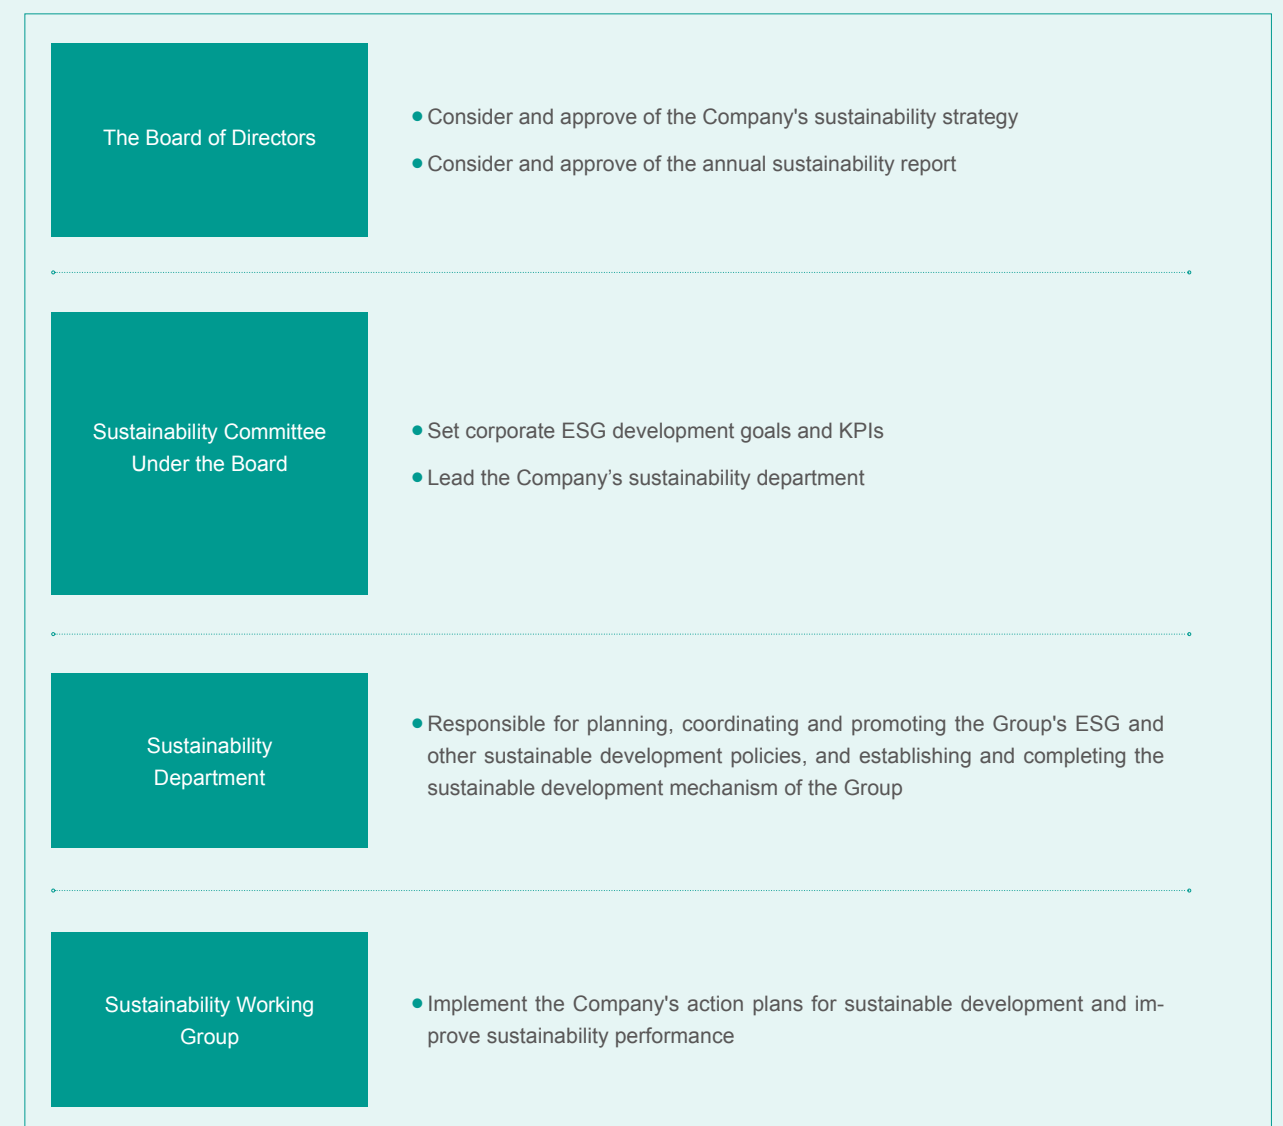 The Board of Directors
• Consider and approve of the Company's sustainability strategy
• Consider and approve of the annual sustainability report
Sustainability Committee
Under the Board
• Set corporate ESG development goals and KPIs
• Lead the Company’s sustainability department
Sustainability
Department
• Responsible for planning, coordinating and promoting the Group's ESG and
other sustainable development policies, and establishing and completing the
sustainable development mechanism of the Group
Sustainability Working
Group
• Implement the Company's action plans for sustainable development and im-
prove sustainability performance